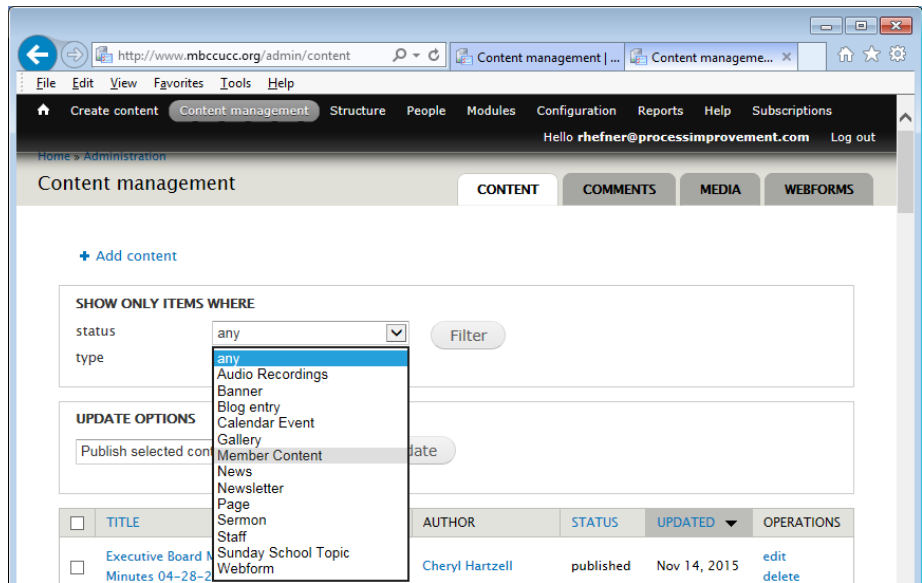 http://www.mbccucc.org/admin/content
Content management | ...
Content manageme...
File Edit View Favorites Tools Help
Create content Content management Structure People Modules Configuration Reports Help Subscriptions
Hello rhefner@processimprovement.com Log out
Home » Administration
Content management
CONTENT COMMENTS MEDIA WEBFORMS
Add content
SHOW ONLY ITEMS WHERE
status any Filter
type
any
Audio Recordings
Banner
Blog entry
Calendar Event
Gallery
Member Content
News
Newsletter
Page
Sermon
Staff
Sunday School Topic
Webform
UPDATE OPTIONS
Publish selected
TITLE AUTHOR STATUS UPDATED OPERATIONS
Executive Board
Minutes 04-28-2
Cheryl Hartzell published Nov 14, 2015 edit
delete